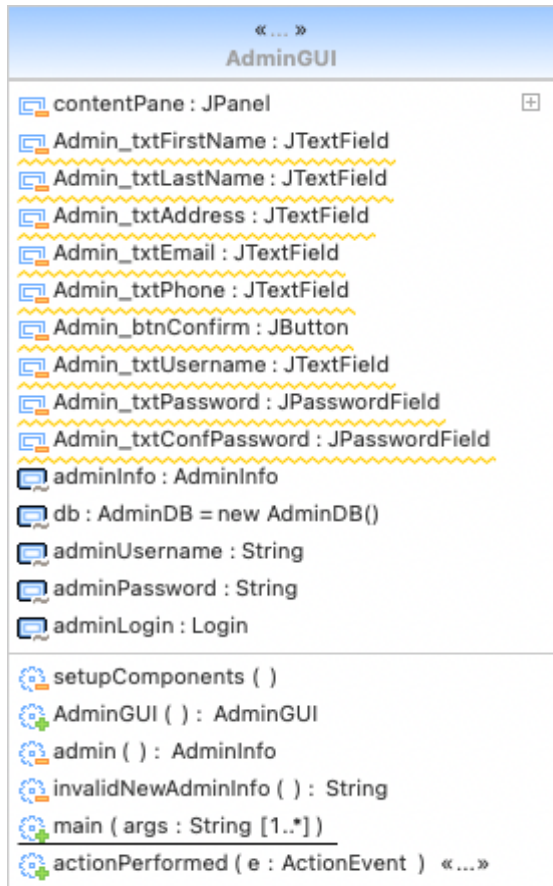 «... »
AdminGUI
contentPane : JPanel
Admin_txtFirstName : JTextField
Admin_txtLastName : JTextField
Admin_txtAddress : JTextField
Admin_txtEmail : JTextField
Admin_txtPhone : JTextField
Admin_btnConfirm : JButton
Admin_txtUsername : JTextField
Admin_txtPassword : JPasswordField
Admin_txtConfPassword : JPasswordField
adminInfo : AdminInfo
db : AdminDB = new AdminDB()
adminUsername : String
adminPassword : String
adminLogin : Login
setupComponents ( )
AdminGUI ( ) : AdminGUI
admin ( ) : AdminInfo
invalidNewAdminInfo ( ) : String
main ( args : String [1..*] )
actionPerformed ( e : ActionEvent ) «...»